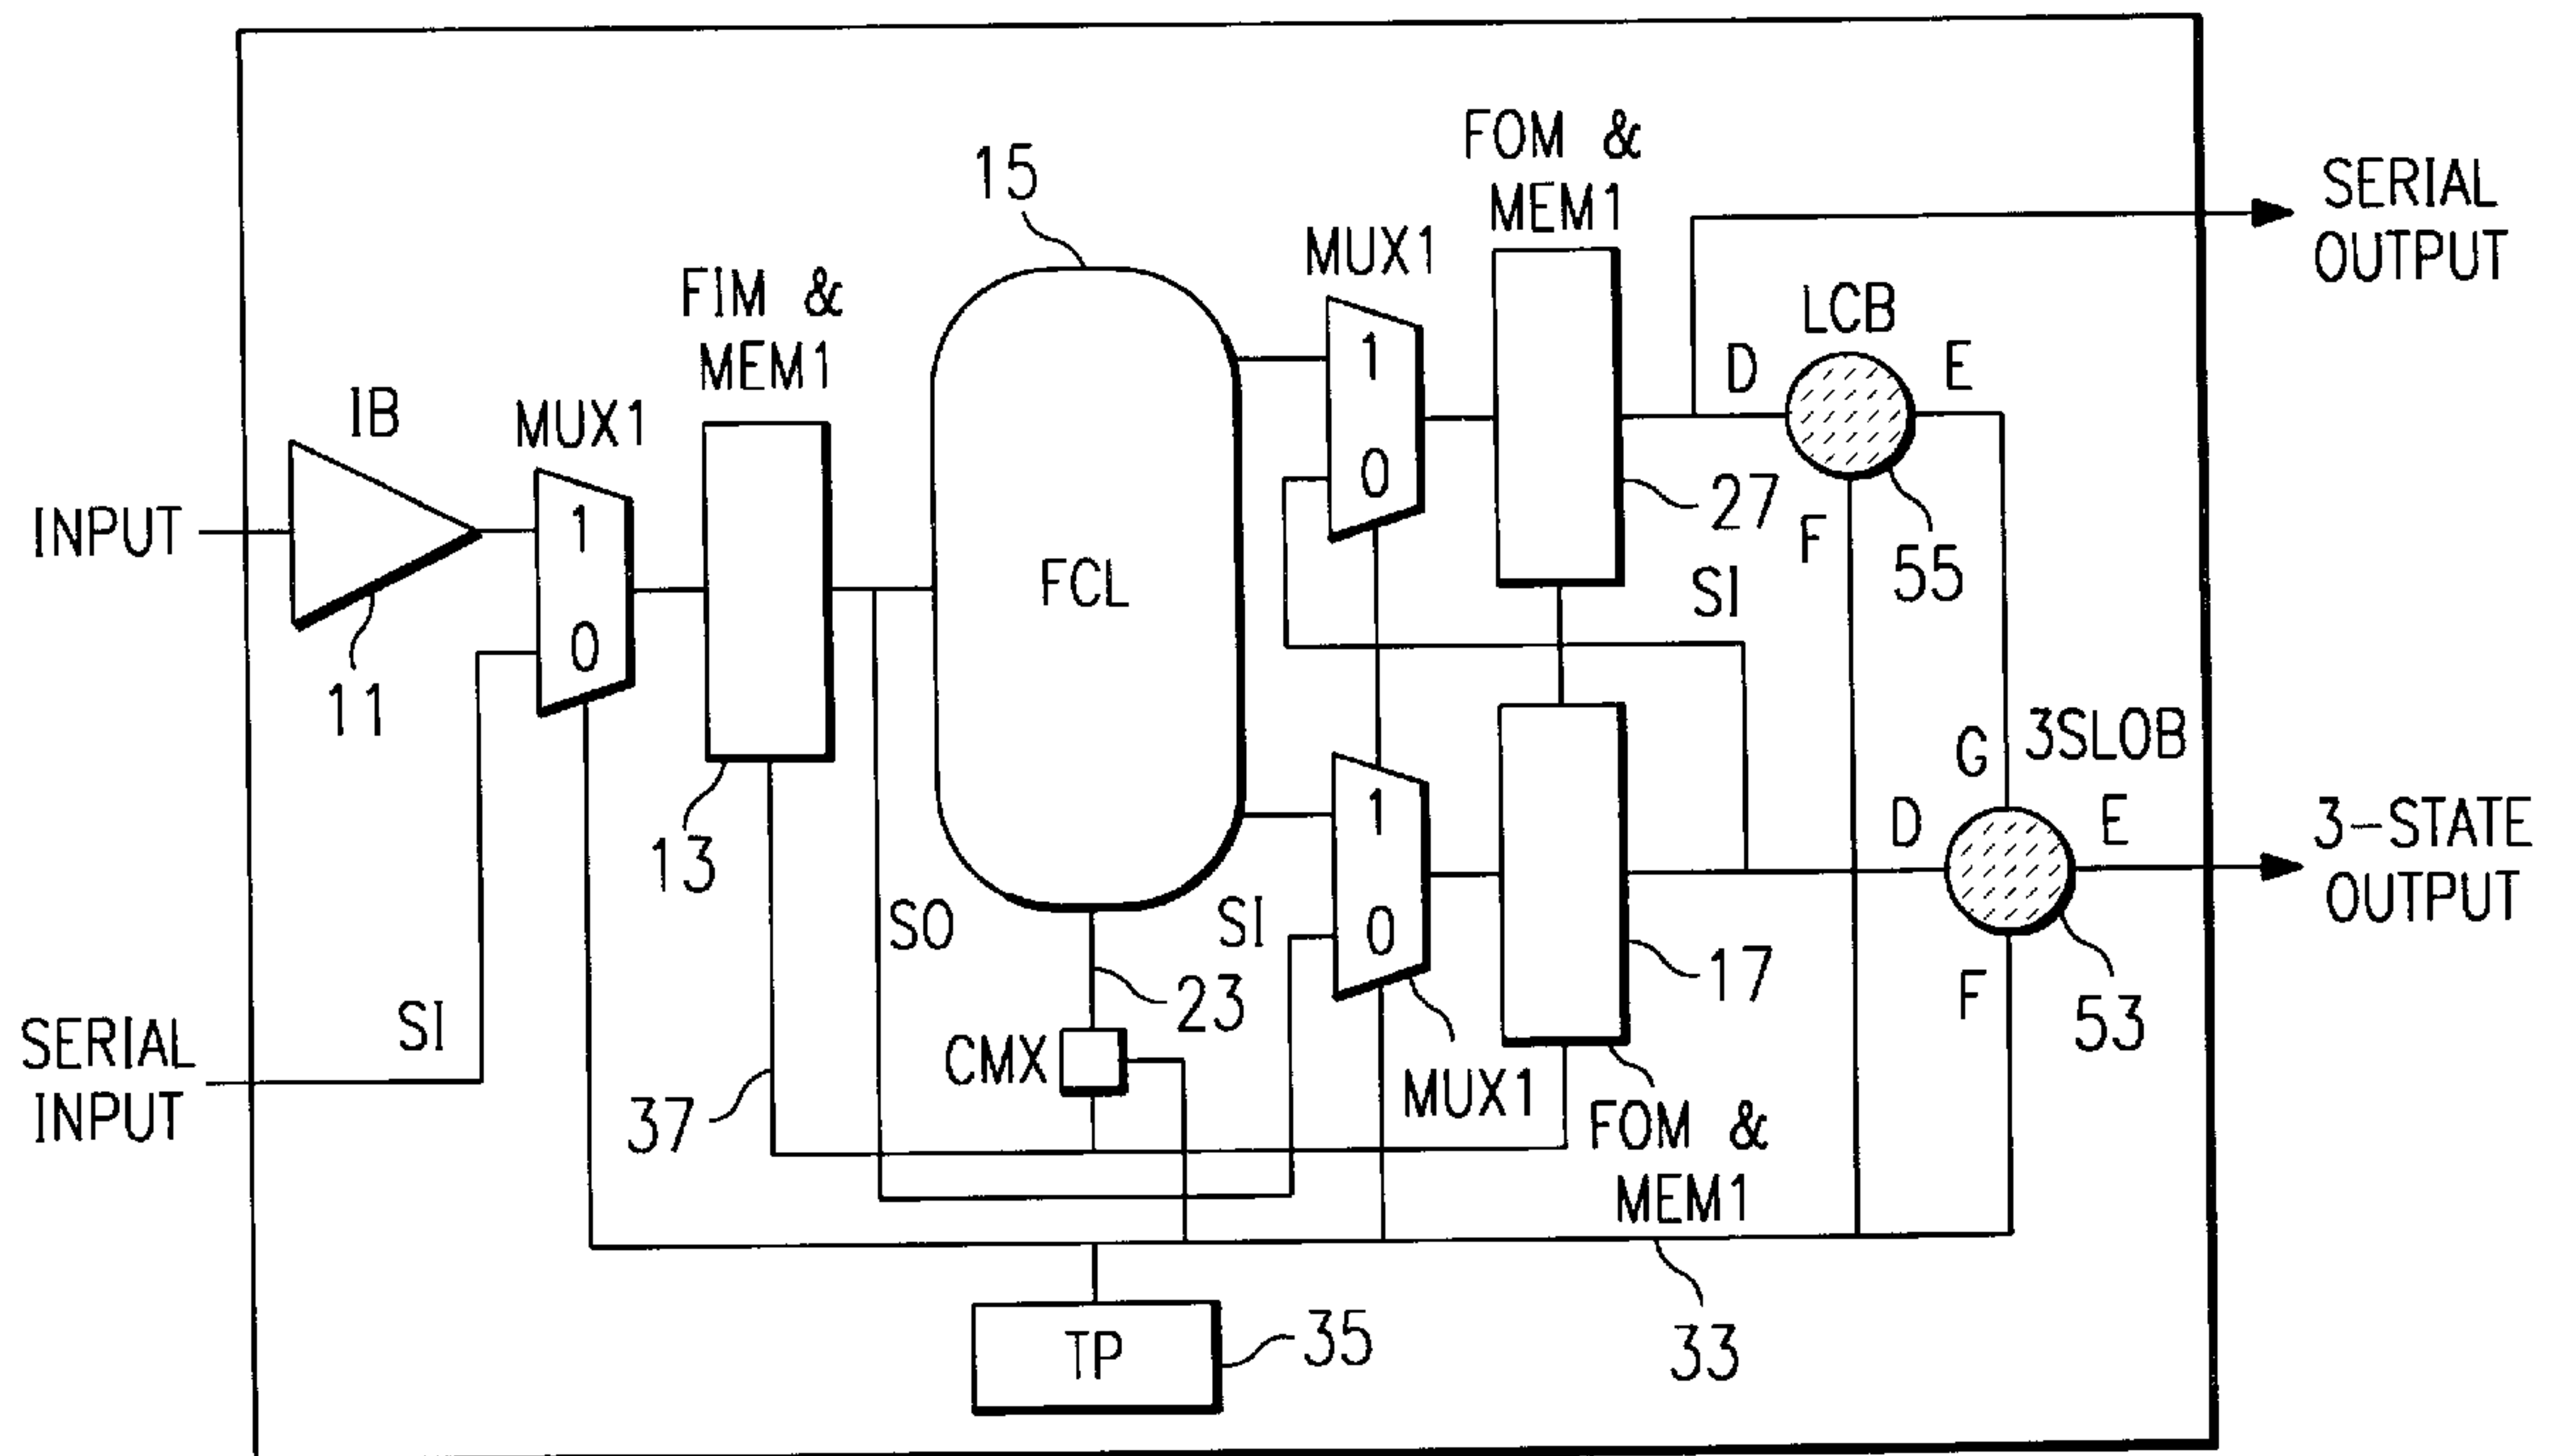 15
FOM &
MEM1
SERIAL
OUTPUT
MUX1
1
0
FIM &
MEM1
LCB
D
E
F
27
55
IB
MUX1
1
0
INPUT
11
13
FCL
SI
G
3SLOB
D
E
F
3-STATE
OUTPUT
53
1
0
SO
SI
17
23
SI
SERIAL
INPUT
CMX
37
MUX1
FOM &
MEM1
TP
35
33